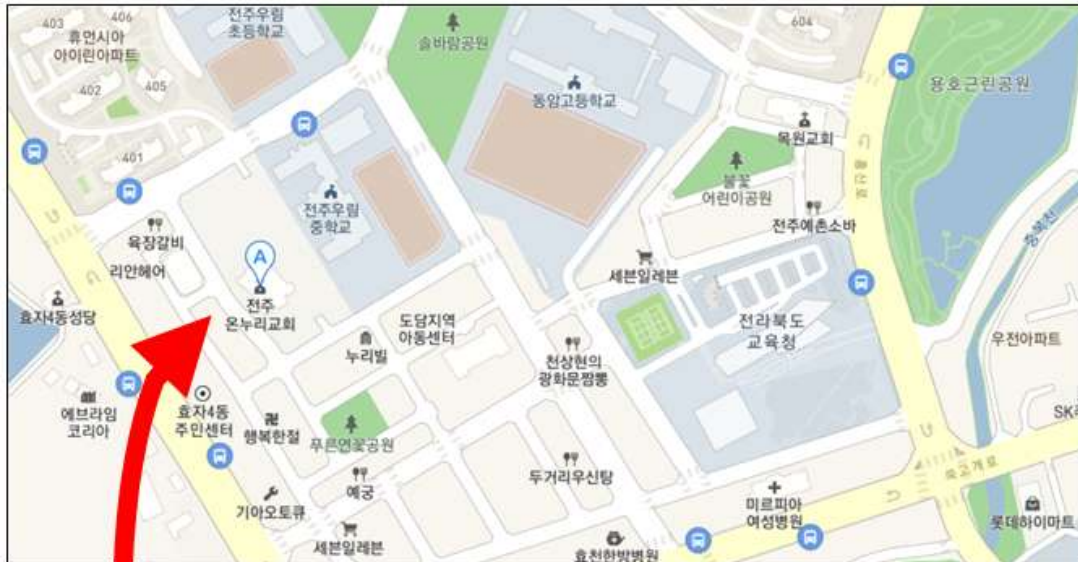 403
406
휴먼시아
아이린아파트
402
405
401
전주우림
초등학교
솔바람공원
동암고등학교
604
용호근린공원
목원교회
불꽃
어린이공원
전주예촌소바
용산로
중복천
전주우림
중학교
육장갈비
리안헤어
A
전주
온누리교회
효자4동성당
세븐일레븐
전라북도
교육청
우전아파트
도담지역
아동센터
누리빌
천상현의
광화문짬뽕
에브라임
코리아
효자4동
주민센터
행복한절
푸른연꽃공원
SK
예궁
두거리우신탕
기아오토큐
세븐일레븐
미르피아
여성병원
효천한방병원
롯데하이마트